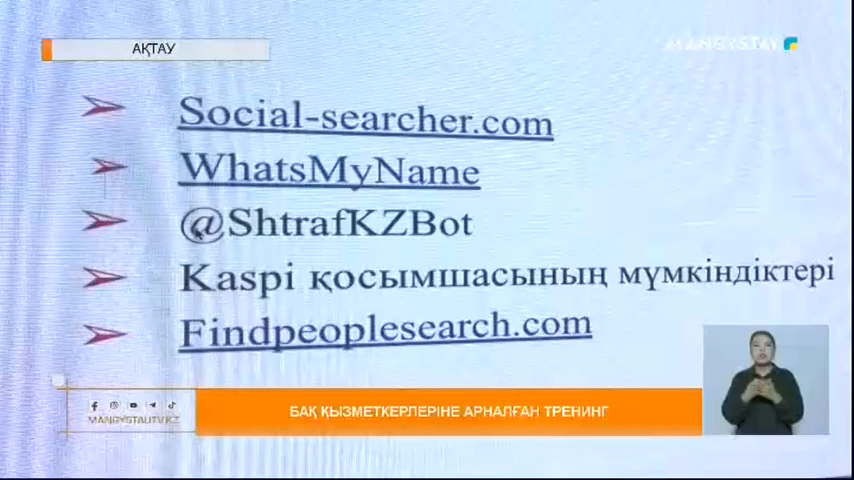 АҚТАУ
MANGYSTAU
Social-searcher.com
WhatsMyName
@ShtrafKZBot
Kaspi қосымшасының мүмкіндіктері
Findpeoplesearch.com
MANGYSTAUTV.KZ
БАҚ ҚЫЗМЕТКЕРЛЕРІНЕ АРНАЛҒАН ТРЕНИНГ